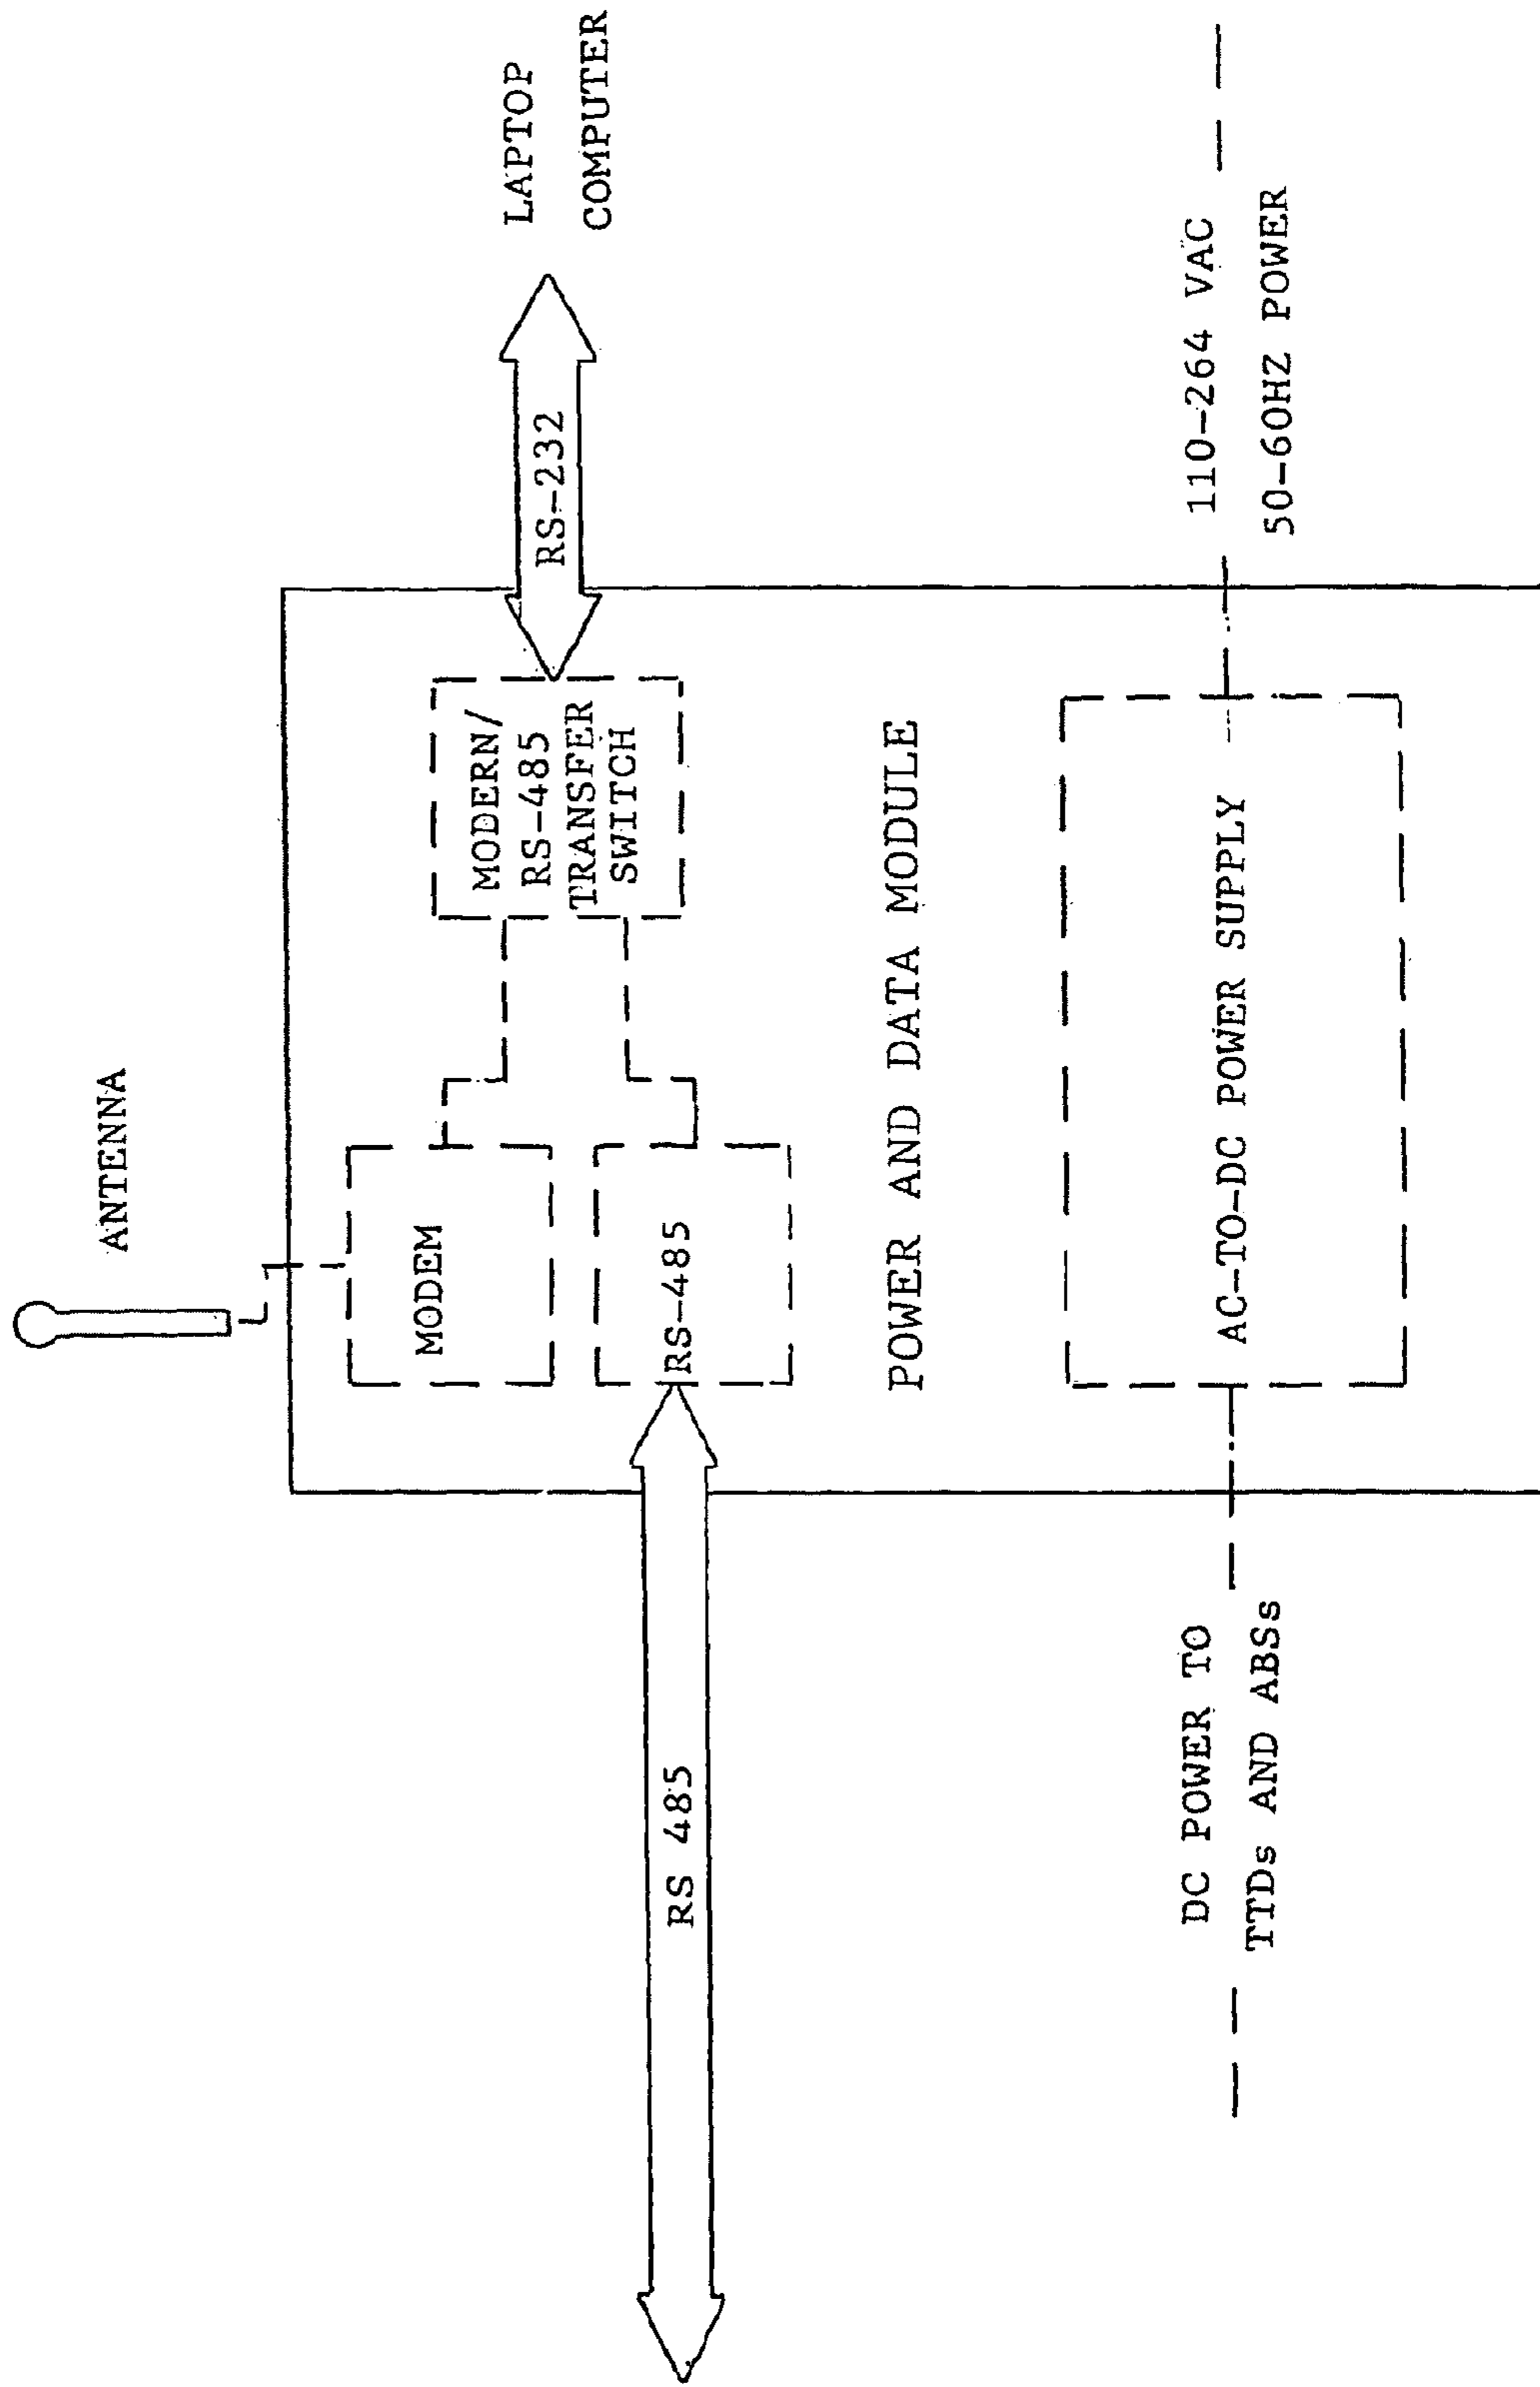 ANTENNA
LAPTOP
COMPUTER
MODEM
MODERN/
RS-485
TRANSFER
SWITCH
RS-232
RS 485
RS-485
POWER AND DATA MODULE
DC POWER TO
TTDs AND ABSs
AC-TO-DC POWER SUPPLY
110-264 VAC
50-60HZ POWER